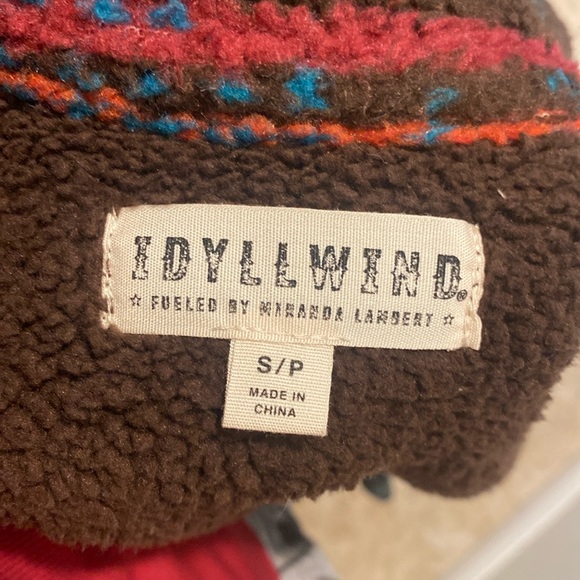 IDYLLWIND®
☆ FUELED BY MIRANDA LAMBERT ☆
S/P
MADE IN
CHINA